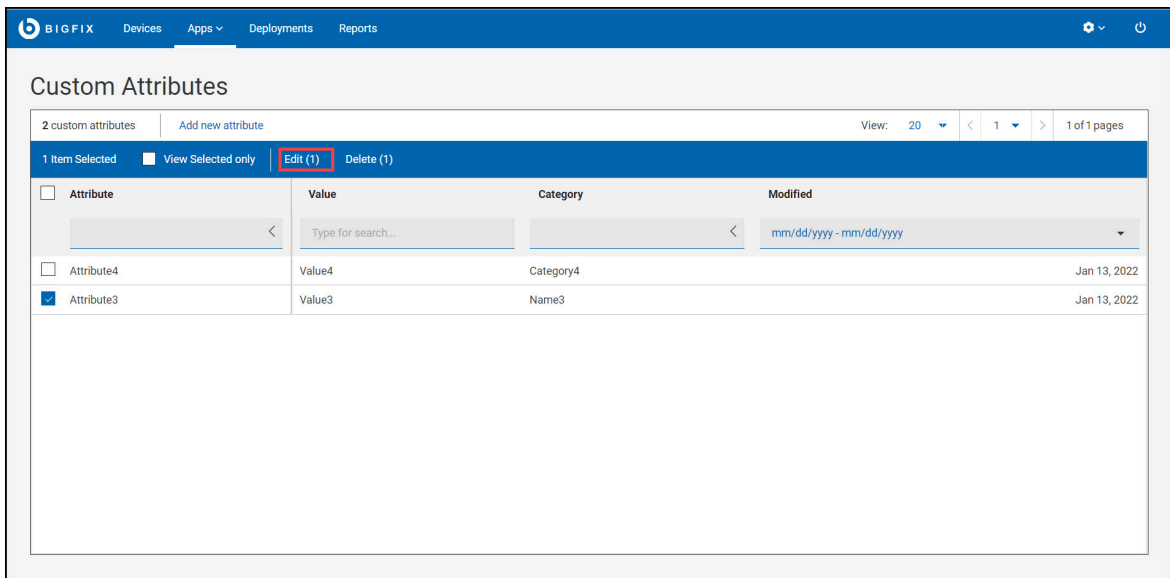 BIGFIX Devices Apps Deployments Reports
Custom Attributes
2 custom attributes Add new attribute View: 20 1 1 of 1 pages
1 Item Selected View Selected only Edit (1) Delete (1)
Attribute Value Category Modified
Type for search... mm/dd/yyyy - mm/dd/yyyy
Attribute4 Value4 Category4 Jan 13, 2022
Attribute3 Value3 Name3 Jan 13, 2022